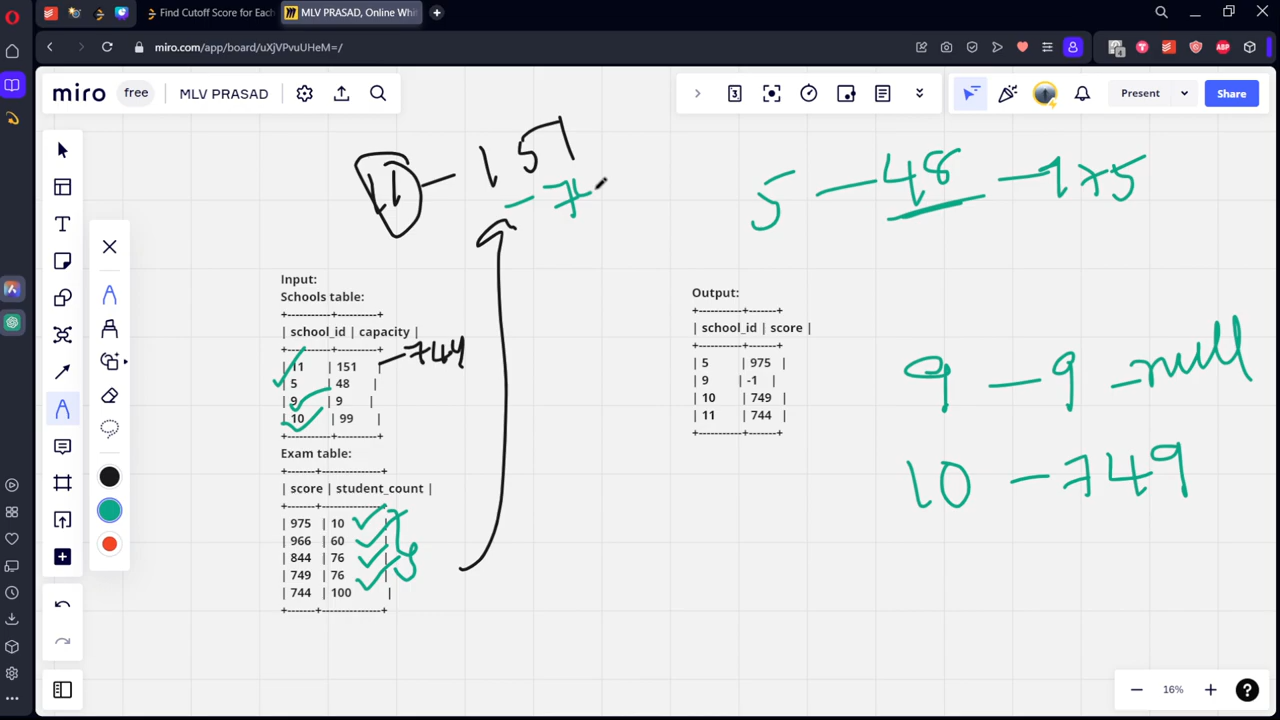 Find Cutoff Score for Each
MLV PRASAD, Online Whi
miro.com/app/board/uXjVPvuUHeM=/
miro
free
MLV PRASAD
3
Present
Share
11 - 151
- 74
5 - 48 - 975
Input:
Schools table:
+-----------+----------+
| school_id | capacity |
+-----------+----------+
| 11 | 151 | - 744
| 5 | 48 |
| 9 | 9 |
| 10 | 99 |
+-----------+----------+
Exam table:
+-------+---------------+
| score | student_count |
+-------+---------------+
| 975 | 10 |
| 966 | 60 |
| 844 | 76 |
| 749 | 76 |
| 744 | 100 |
+-------+---------------+
Output:
+-----------+-------+
| school_id | score |
+-----------+-------+
| 5 | 975 |
| 9 | -1 |
| 10 | 749 |
| 11 | 744 |
+-----------+-------+
9 - 9 - null
10 - 749
16%